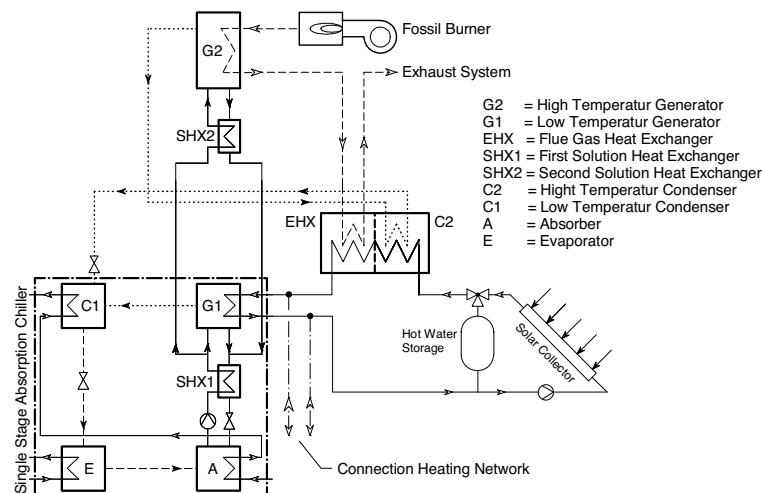 G2
Fossil Burner
Exhaust System
SHX2
G2 = High Temperatur Generator
G1 = Low Temperatur Generator
EHX = Flue Gas Heat Exchanger
SHX1 = First Solution Heat Exchanger
SHX2 = Second Solution Heat Exchanger
C2 = Hight Temperatur Condenser
C1 = Low Temperatur Condenser
A = Absorber
E = Evaporator
EHX
C2
C1
G1
Hot Water
Storage
Solar Collector
SHX1
Single Stage Absorption Chiller
E
A
Connection Heating Network